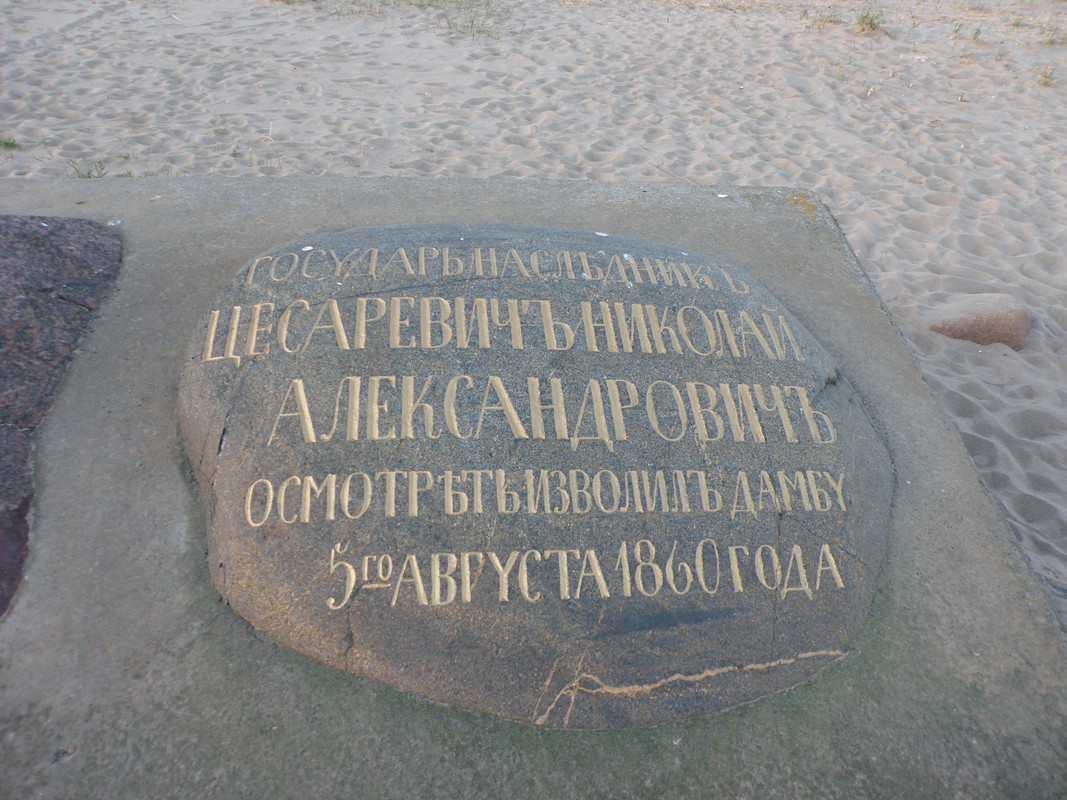 ГОСУДАРЬ НАСЛѢДНИКЪ
ЦЕСАРЕВИЧЪ НИКОЛАЙ
АЛЕКСАНДРОВИЧЪ
ОСМОТРѢТЬ ИЗВОЛИЛЪ ДАМБУ
5го АВГУСТА 1860 ГОДА